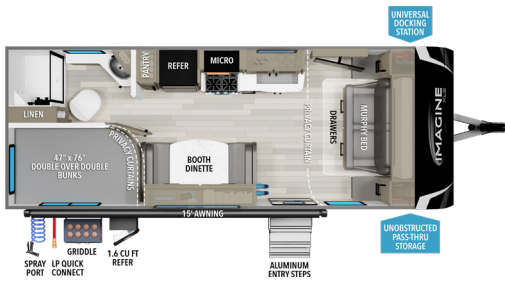 UNIVERSAL
DOCKING
STATION
PANTRY
REFER
MICRO
LINEN
47" x 76"
DOUBLE OVER DOUBLE
BUNKS
PRIVACY CURTAINS
BOOTH
DINETTE
PRIVACY CURTAIN
DRAWERS
MURPHY BED
IMAGINE
XLS
15' AWNING
SPRAY
PORT
LP QUICK
CONNECT
GRIDDLE
1.6 CU FT
REFER
ALUMINUM
ENTRY STEPS
UNOBSTRUCTED
PASS-THRU
STORAGE